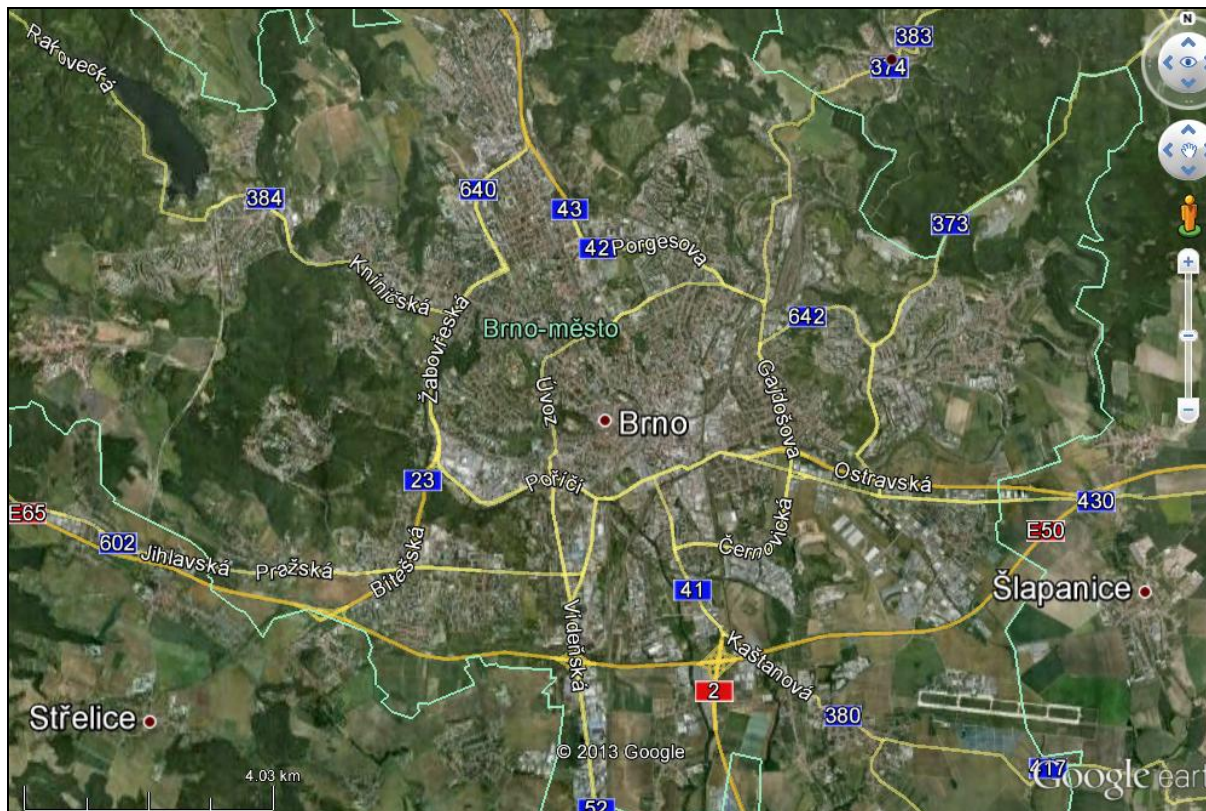 Rakovecká
383
374
N
384
640
43
373
42
Porgesova
Kníničská
Žabovřeská
Brno-město
642
Úvoz
Gajdošova
Brno
23
Poříčí
Ostravská
430
E65
602
Jihlavská
Pražská
Bítešská
Černovická
E50
41
Šlapanice
Vídeňská
Kaštanová
2
Střelice
380
© 2013 Google
4.03 km
417
Google eart
52